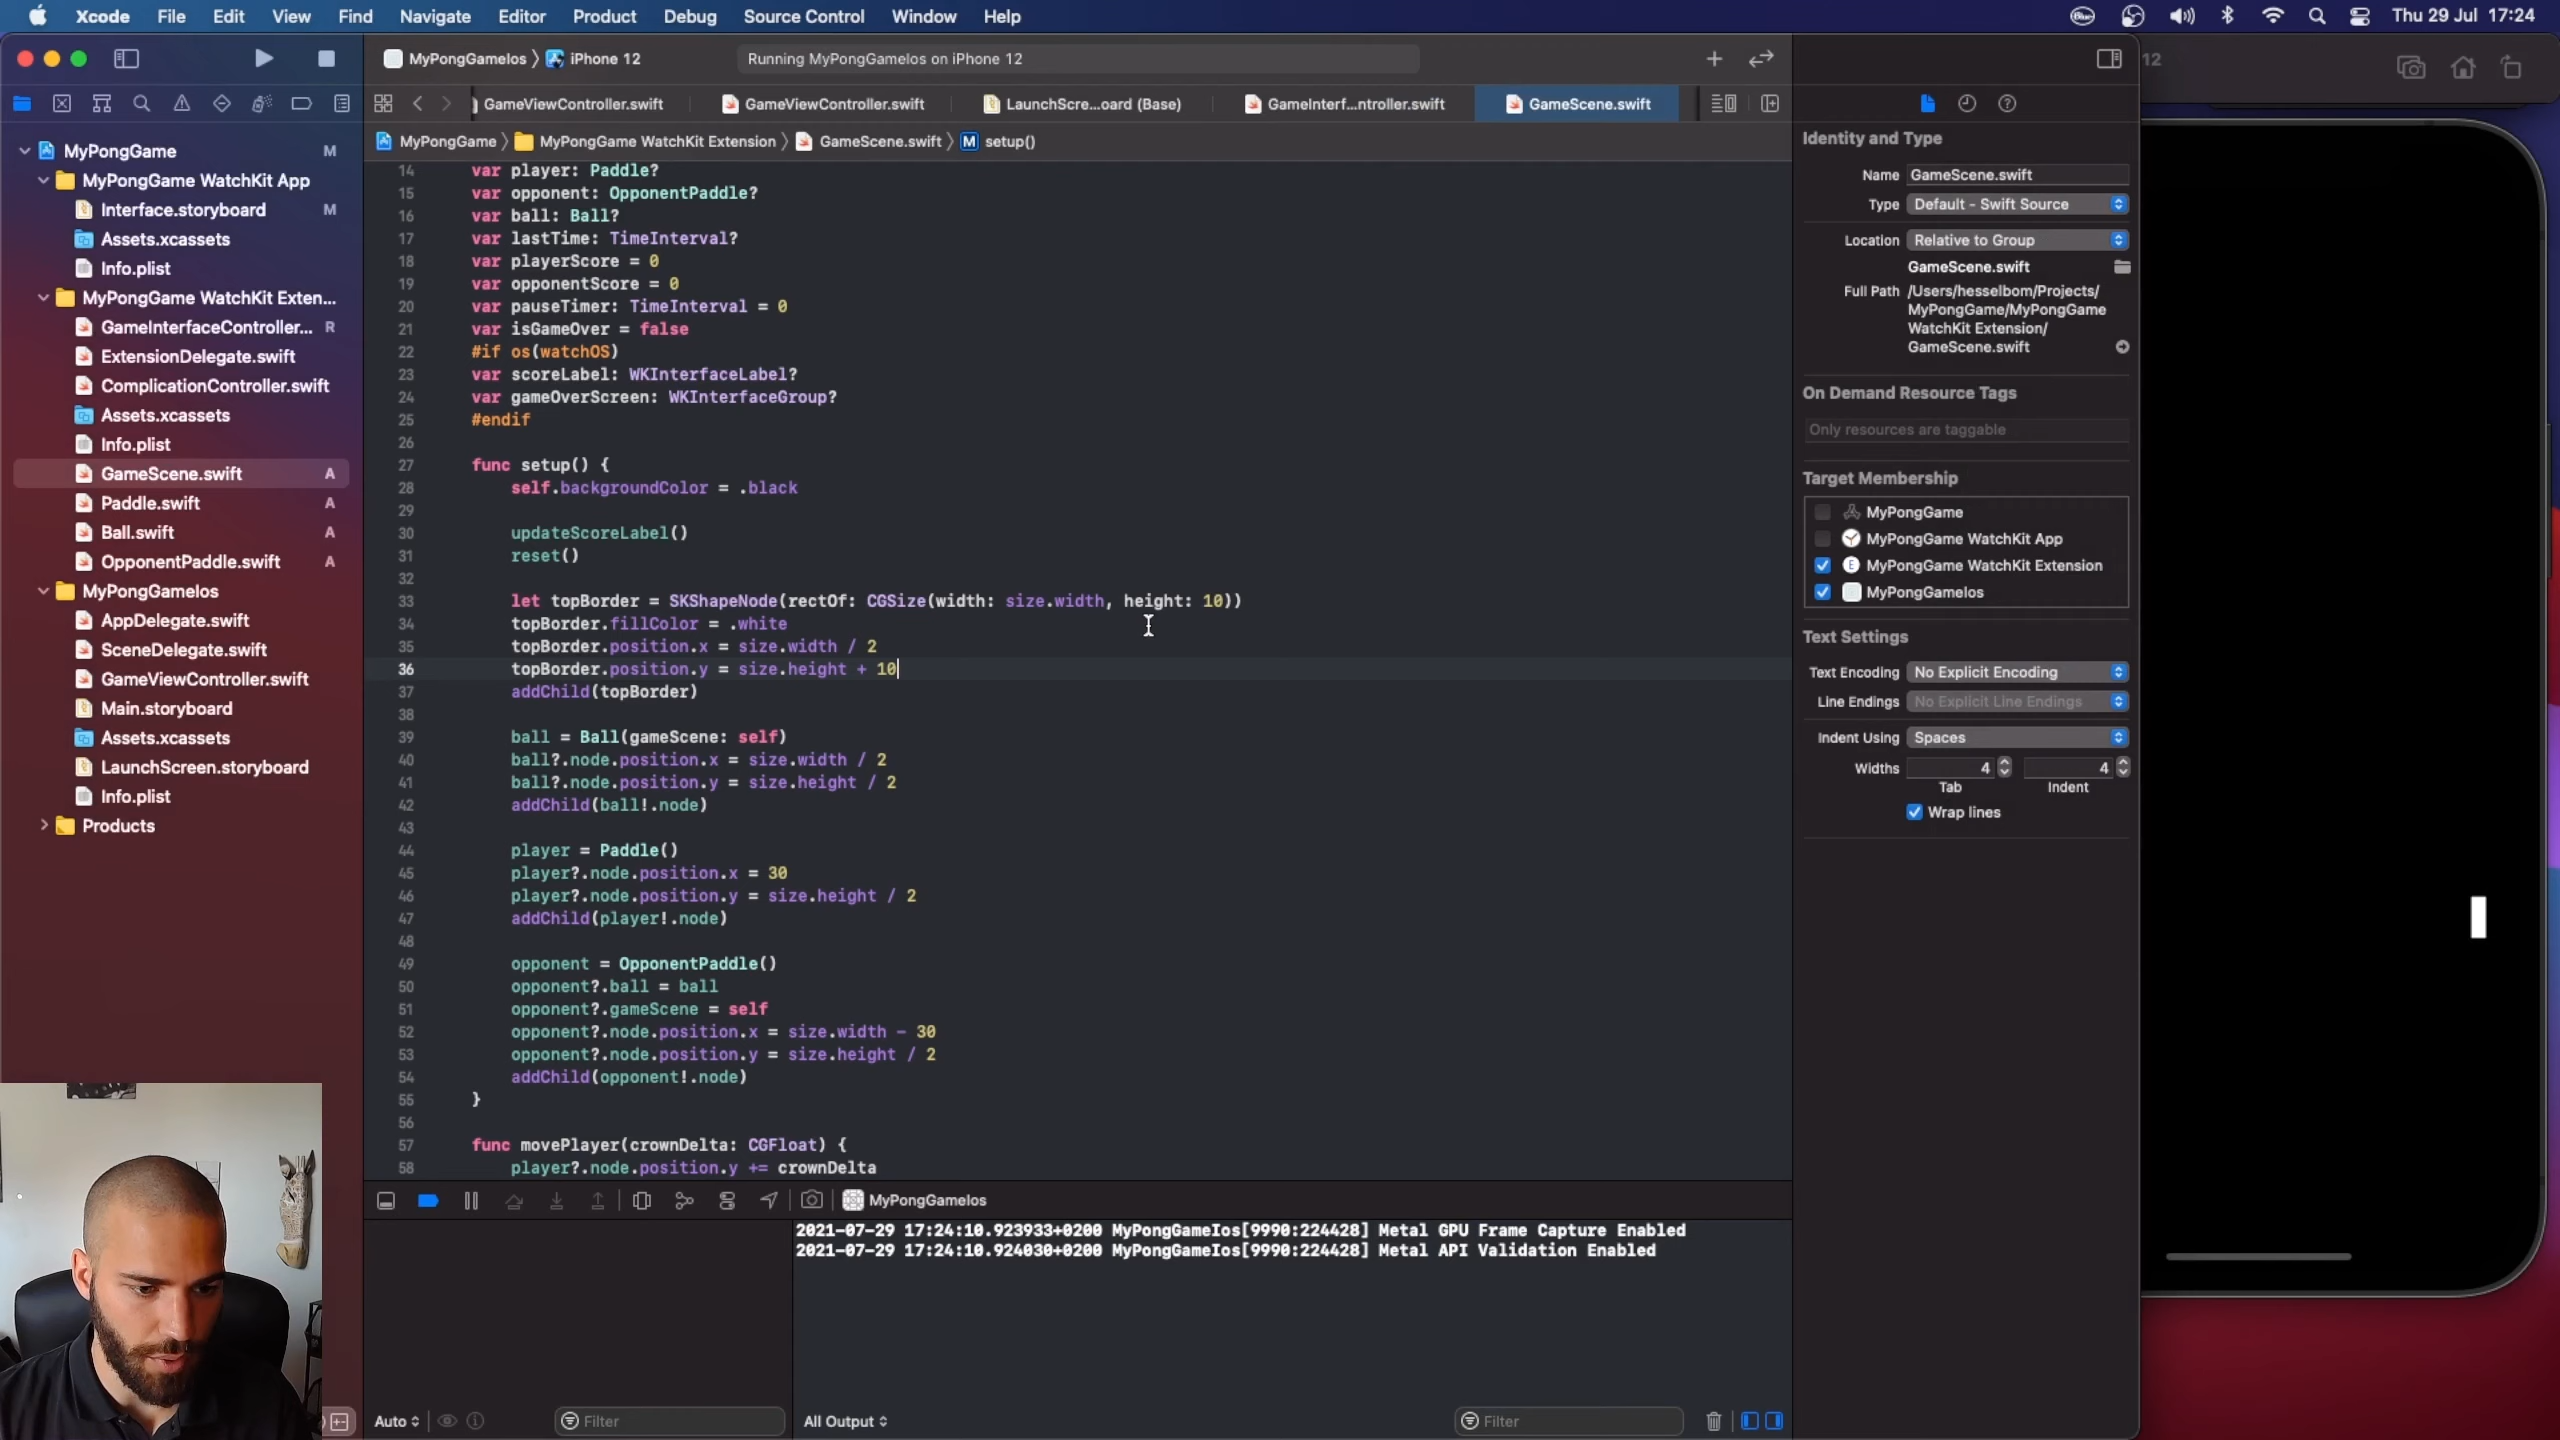 Xcode File Edit View Find Navigate Editor Product Debug Source Control Window Help Thu 29 Jul 17:24
MyPongGameIos iPhone 12 Running MyPongGameIos on iPhone 12 12
GameViewController.swift GameViewController.swift LaunchScre...oard (Base) GameInterf...ntroller.swift GameScene.swift
MyPongGame MyPongGame WatchKit Extension GameScene.swift M setup()
MyPongGame M
MyPongGame WatchKit App
Interface.storyboard M
Assets.xcassets
Info.plist
MyPongGame WatchKit Exten...
GameInterfaceController... R
ExtensionDelegate.swift
ComplicationController.swift
Assets.xcassets
Info.plist
GameScene.swift A
Paddle.swift A
Ball.swift A
OpponentPaddle.swift A
MyPongGameIos
AppDelegate.swift
SceneDelegate.swift
GameViewController.swift
Main.storyboard
Assets.xcassets
LaunchScreen.storyboard
Info.plist
Products
14 var player: Paddle?
15 var opponent: OpponentPaddle?
16 var ball: Ball?
17 var lastTime: TimeInterval?
18 var playerScore = 0
19 var opponentScore = 0
20 var pauseTimer: TimeInterval = 0
21 var isGameOver = false
22 #if os(watchOS)
23 var scoreLabel: WKInterfaceLabel?
24 var gameOverScreen: WKInterfaceGroup?
25 #endif
26
27 func setup() {
28 self.backgroundColor = .black
29
30 updateScoreLabel()
31 reset()
32
33 let topBorder = SKShapeNode(rectOf: CGSize(width: size.width, height: 10))
34 topBorder.fillColor = .white
35 topBorder.position.x = size.width / 2
36 topBorder.position.y = size.height + 10
37 addChild(topBorder)
38
39 ball = Ball(gameScene: self)
40 ball?.node.position.x = size.width / 2
41 ball?.node.position.y = size.height / 2
42 addChild(ball!.node)
43
44 player = Paddle()
45 player?.node.position.x = 30
46 player?.node.position.y = size.height / 2
47 addChild(player!.node)
48
49 opponent = OpponentPaddle()
50 opponent?.ball = ball
51 opponent?.gameScene = self
52 opponent?.node.position.x = size.width - 30
53 opponent?.node.position.y = size.height / 2
54 addChild(opponent!.node)
55 }
56
57 func movePlayer(crownDelta: CGFloat) {
58 player?.node.position.y += crownDelta
MyPongGameIos
2021-07-29 17:24:10.923933+0200 MyPongGameIos[9990:224428] Metal GPU Frame Capture Enabled
2021-07-29 17:24:10.924030+0200 MyPongGameIos[9990:224428] Metal API Validation Enabled
Auto Filter All Output Filter
Identity and Type
Name GameScene.swift
Type Default - Swift Source
Location Relative to Group
GameScene.swift
Full Path /Users/hesselbom/Projects/
MyPongGame/MyPongGame
WatchKit Extension/
GameScene.swift
On Demand Resource Tags
Only resources are taggable
Target Membership
MyPongGame
MyPongGame WatchKit App
E MyPongGame WatchKit Extension
MyPongGameIos
Text Settings
Text Encoding No Explicit Encoding
Line Endings No Explicit Line Endings
Indent Using Spaces
Widths 4 4
Tab Indent
Wrap lines